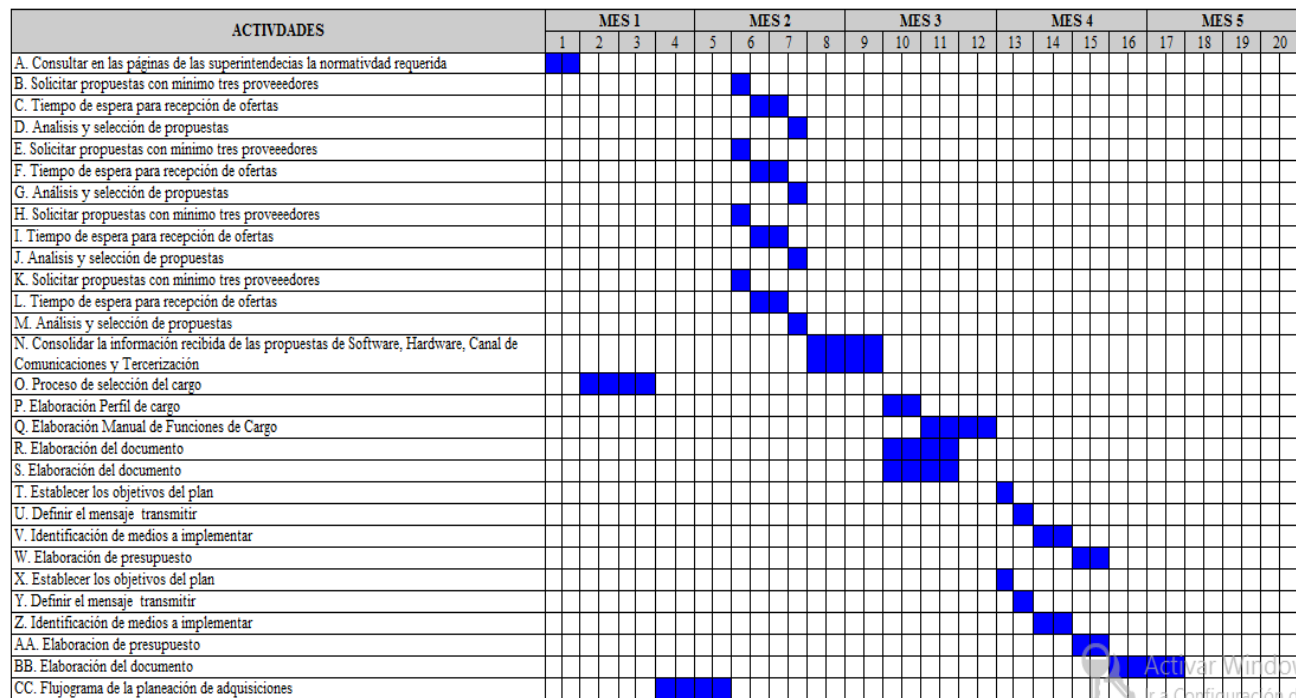 ACTIVDADES MES 1 MES 2 MES 3 MES 4 MES 5
1 2 3 4 5 6 7 8 9 10 11 12 13 14 15 16 17 18 19 20
A. Consultar en las páginas de las superintendecias la normativdad requerida
B. Solicitar propuestas con mínimo tres proveeedores
C. Tiempo de espera para recepción de ofertas
D. Analisis y selección de propuestas
E. Solicitar propuestas con mínimo tres proveeedores
F. Tiempo de espera para recepción de ofertas
G. Análisis y selección de propuestas
H. Solicitar propuestas con mínimo tres proveeedores
I. Tiempo de espera para recepción de ofertas
J. Analisis y selección de propuestas
K. Solicitar propuestas con mínimo tres proveeedores
L. Tiempo de espera para recepción de ofertas
M. Análisis y selección de propuestas
N. Consolidar la información recibida de las propuestas de Software, Hardware, Canal de
Comunicaciones y Tercerización
O. Proceso de selección del cargo
P. Elaboración Perfil de cargo
Q. Elaboración Manual de Funciones de Cargo
R. Elaboración del documento
S. Elaboración del documento
T. Establecer los objetivos del plan
U. Definir el mensaje transmitir
V. Identificación de medios a implementar
W. Elaboración de presupuesto
X. Establecer los objetivos del plan
Y. Definir el mensaje transmitir
Z. Identificación de medios a implementar
AA. Elaboracion de presupuesto
BB. Elaboración del documento
Activar Window
CC. Flujograma de la planeación de adquisiciones
Ir a Configuración